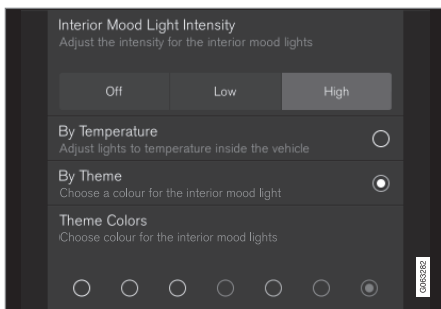 Interior Mood Light Intensity
Adjust the intensity for the interior mood lights
Off Low High
By Temperature
Adjust lights to temperature inside the vehicle
By Theme
Choose a colour for the interior mood light
Theme Colors
Choose colour for the interior mood lights
G063282